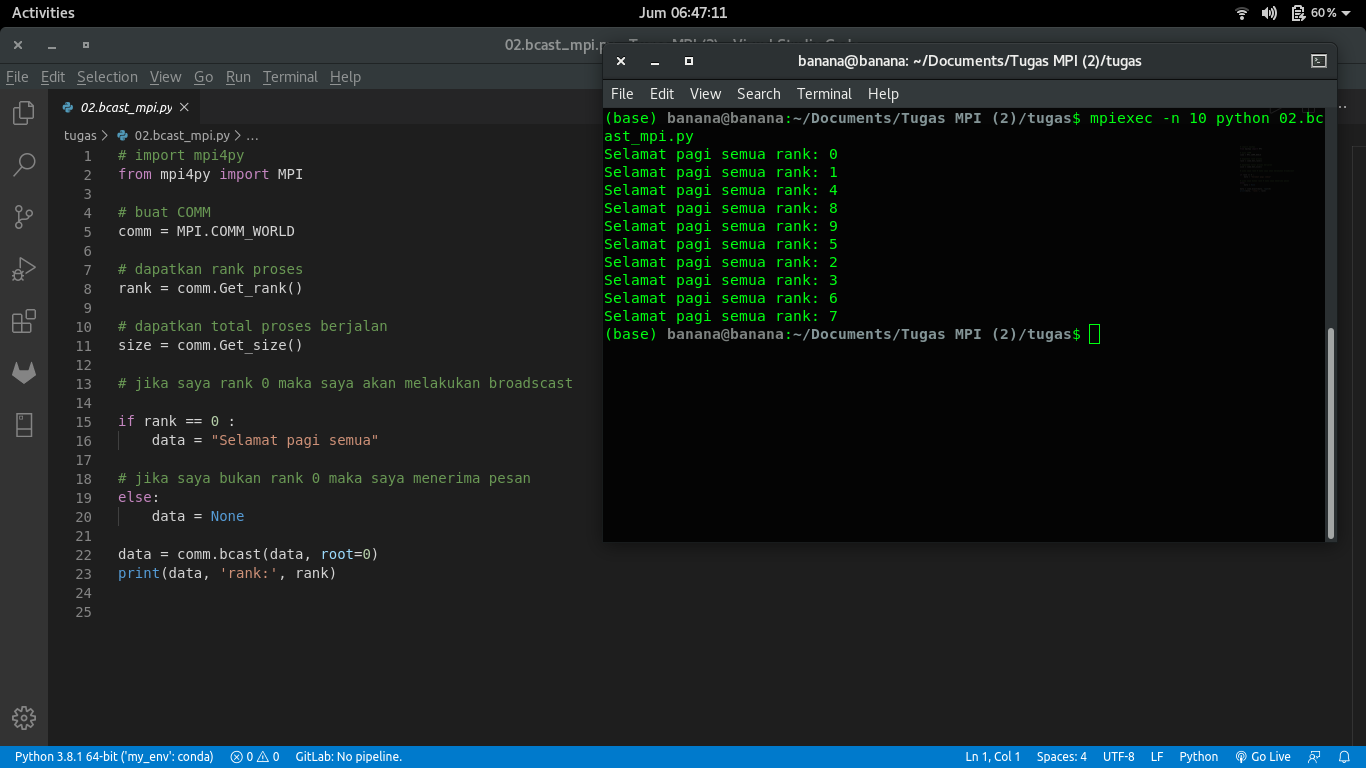 Activities
Jum 06:47:11
60%
02.bcast_mpi.p
File Edit Selection View Go Run Terminal Help
02.bcast_mpi.py
tugas > 02.bcast_mpi.py > ...
1 # import mpi4py
2 from mpi4py import MPI
3
4 # buat COMM
5 comm = MPI.COMM_WORLD
6
7 # dapatkan rank proses
8 rank = comm.Get_rank()
9
10 # dapatkan total proses berjalan
11 size = comm.Get_size()
12
13 # jika saya rank 0 maka saya akan melakukan broadscast
14
15 if rank == 0 :
16 data = "Selamat pagi semua"
17
18 # jika saya bukan rank 0 maka saya menerima pesan
19 else:
20 data = None
21
22 data = comm.bcast(data, root=0)
23 print(data, 'rank:', rank)
24
25
banana@banana: ~/Documents/Tugas MPI (2)/tugas
File Edit View Search Terminal Help
(base) banana@banana:~/Documents/Tugas MPI (2)/tugas$ mpiexec -n 10 python 02.bc
ast_mpi.py
Selamat pagi semua rank: 0
Selamat pagi semua rank: 1
Selamat pagi semua rank: 4
Selamat pagi semua rank: 8
Selamat pagi semua rank: 9
Selamat pagi semua rank: 5
Selamat pagi semua rank: 2
Selamat pagi semua rank: 3
Selamat pagi semua rank: 6
Selamat pagi semua rank: 7
(base) banana@banana:~/Documents/Tugas MPI (2)/tugas$
Python 3.8.1 64-bit ('my_env': conda) 0 0 GitLab: No pipeline. Ln 1, Col 1 Spaces: 4 UTF-8 LF Python Go Live